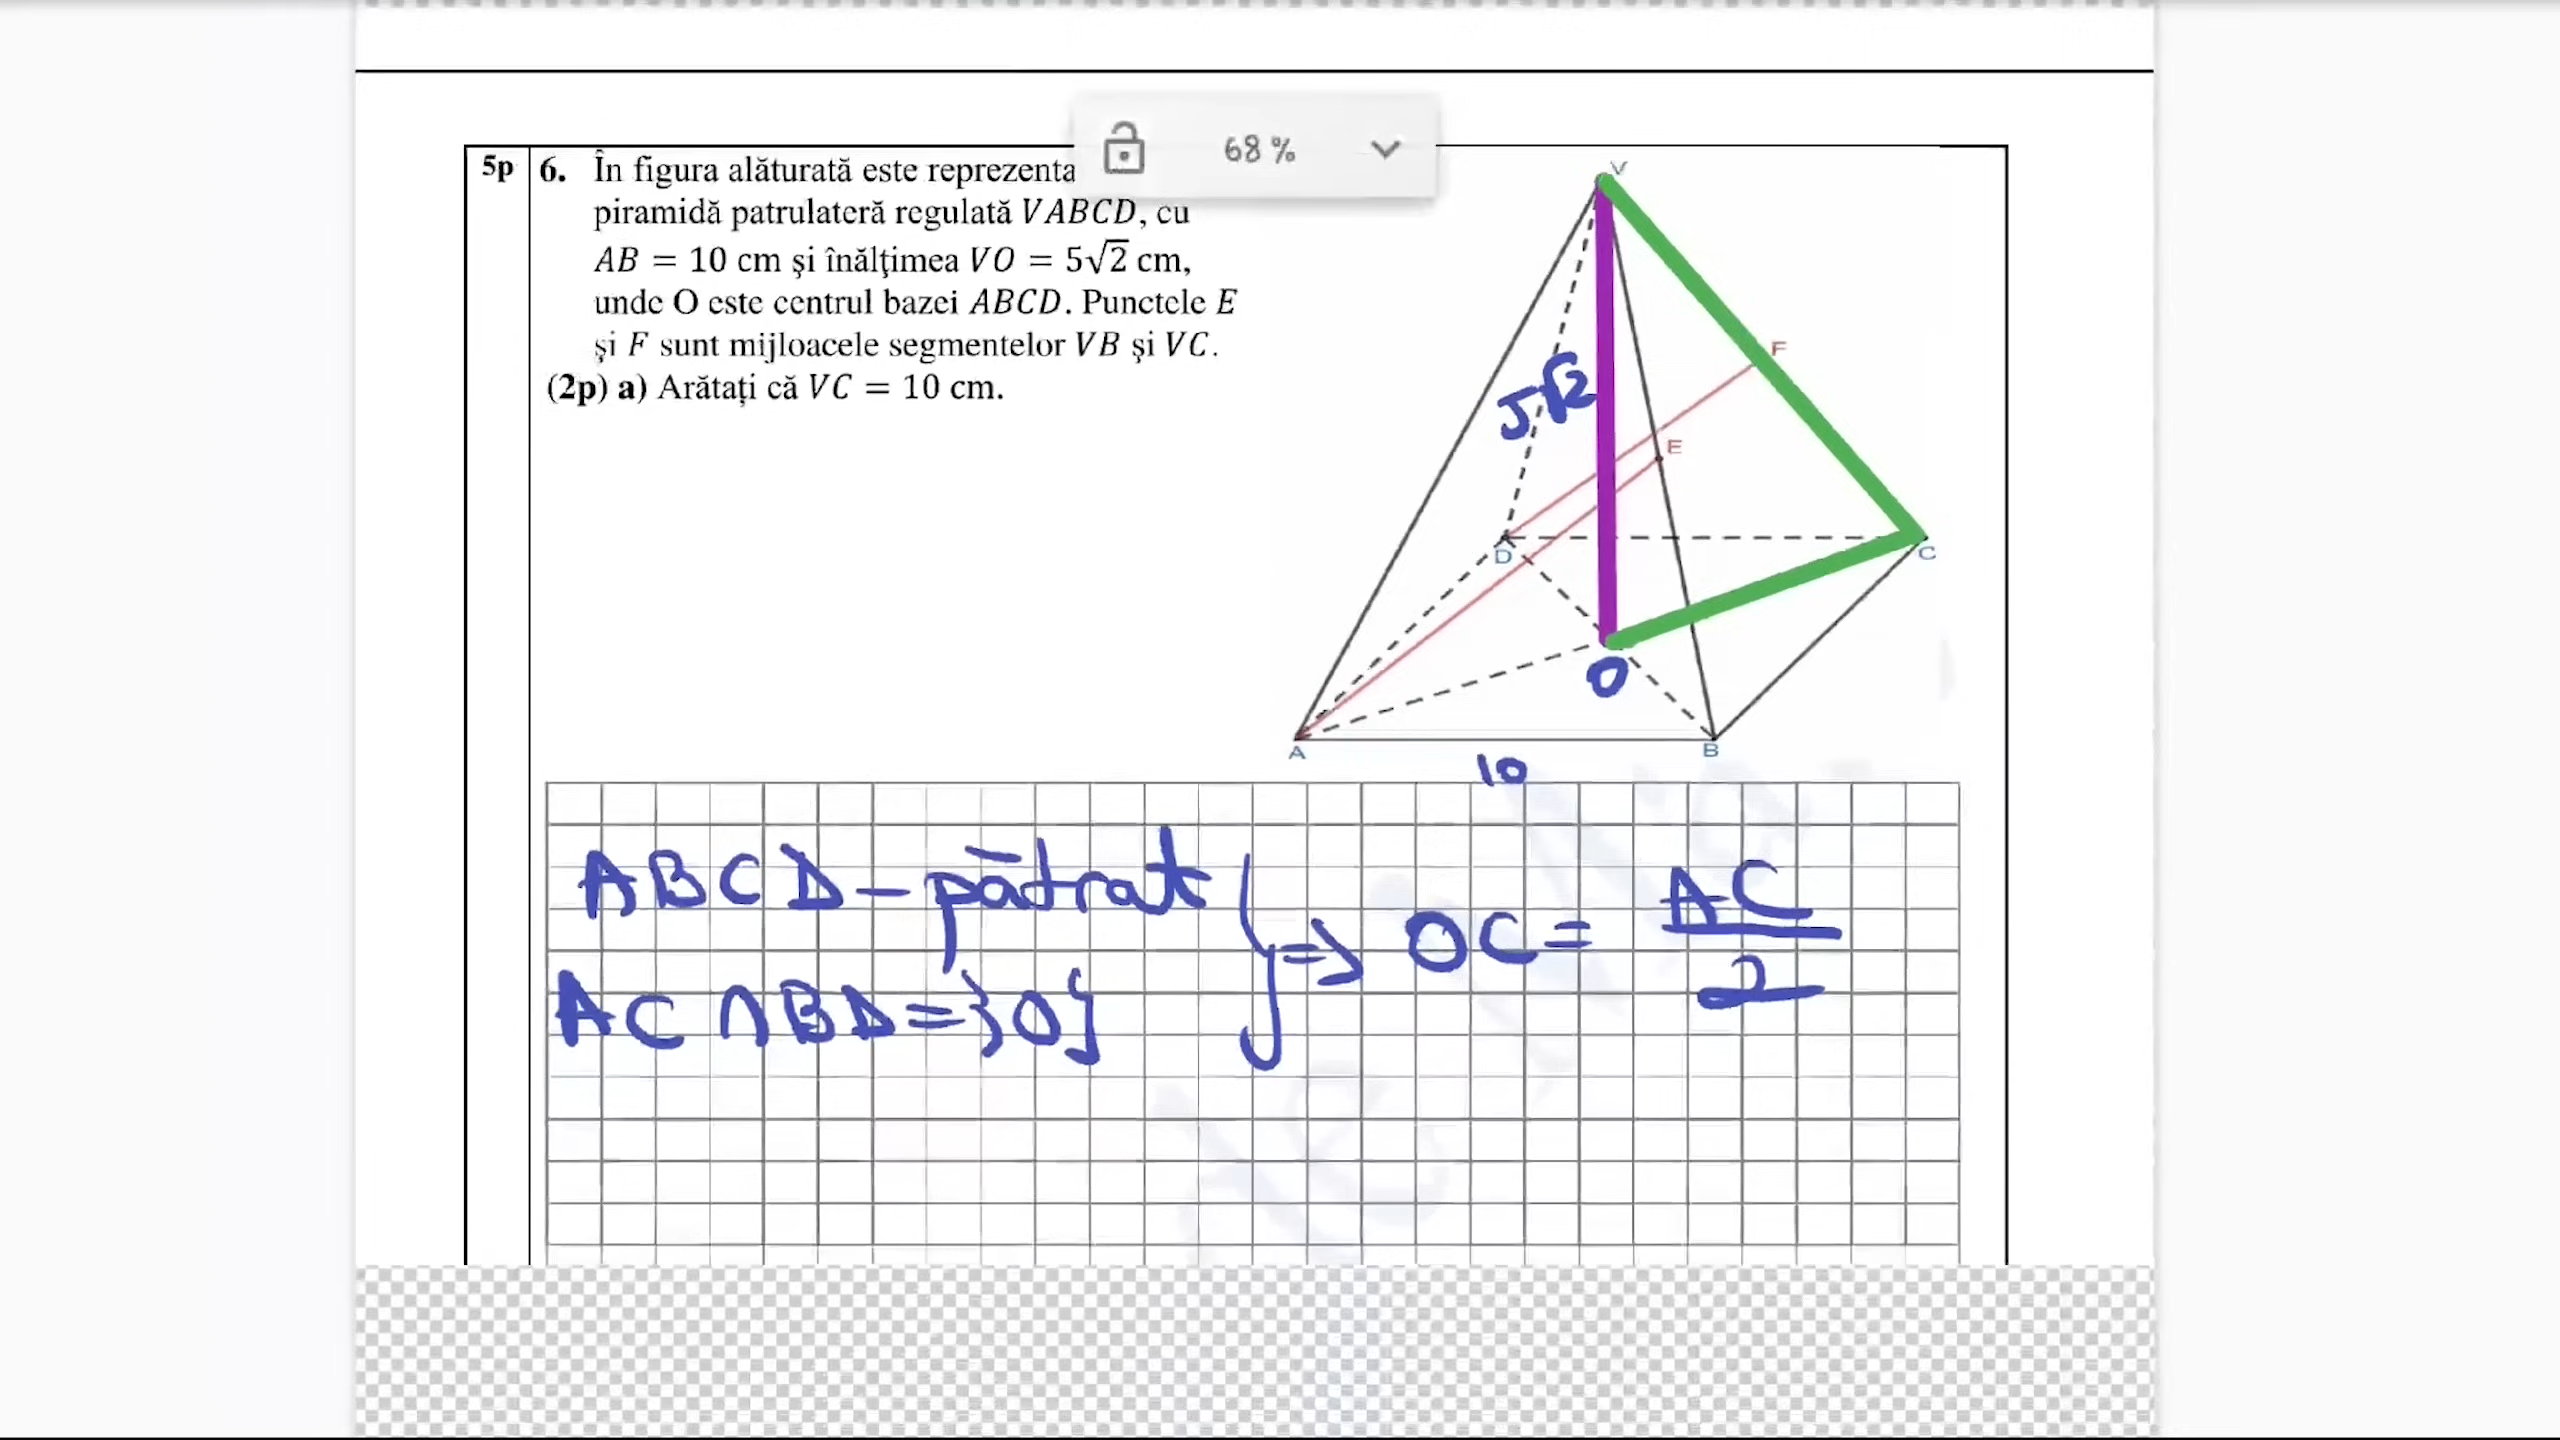 68 %
5p 6. În figura alăturată este reprezenta
piramidă patrulateră regulată VABCD, cu
AB = 10 cm şi înălţimea VO = 5√2 cm,
unde O este centrul bazei ABCD. Punctele E
şi F sunt mijloacele segmentelor VB şi VC.
(2p) a) Arătați că VC = 10 cm.
V
F
5√2
E
D
C
O
A
B
10
ABCD - pătrat } => OC = AC/2
AC ∩ BD = {O}